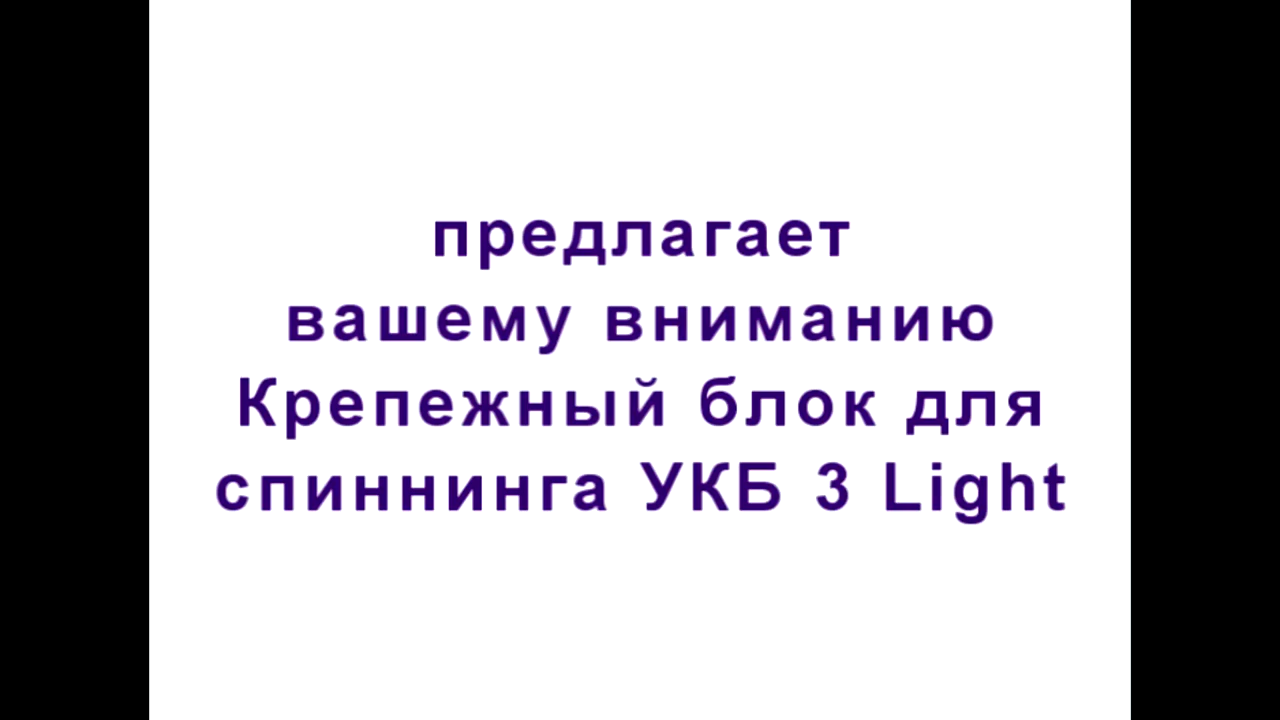 предлагает
вашему вниманию
Крепежный блок для
спиннинга УКБ 3 Light